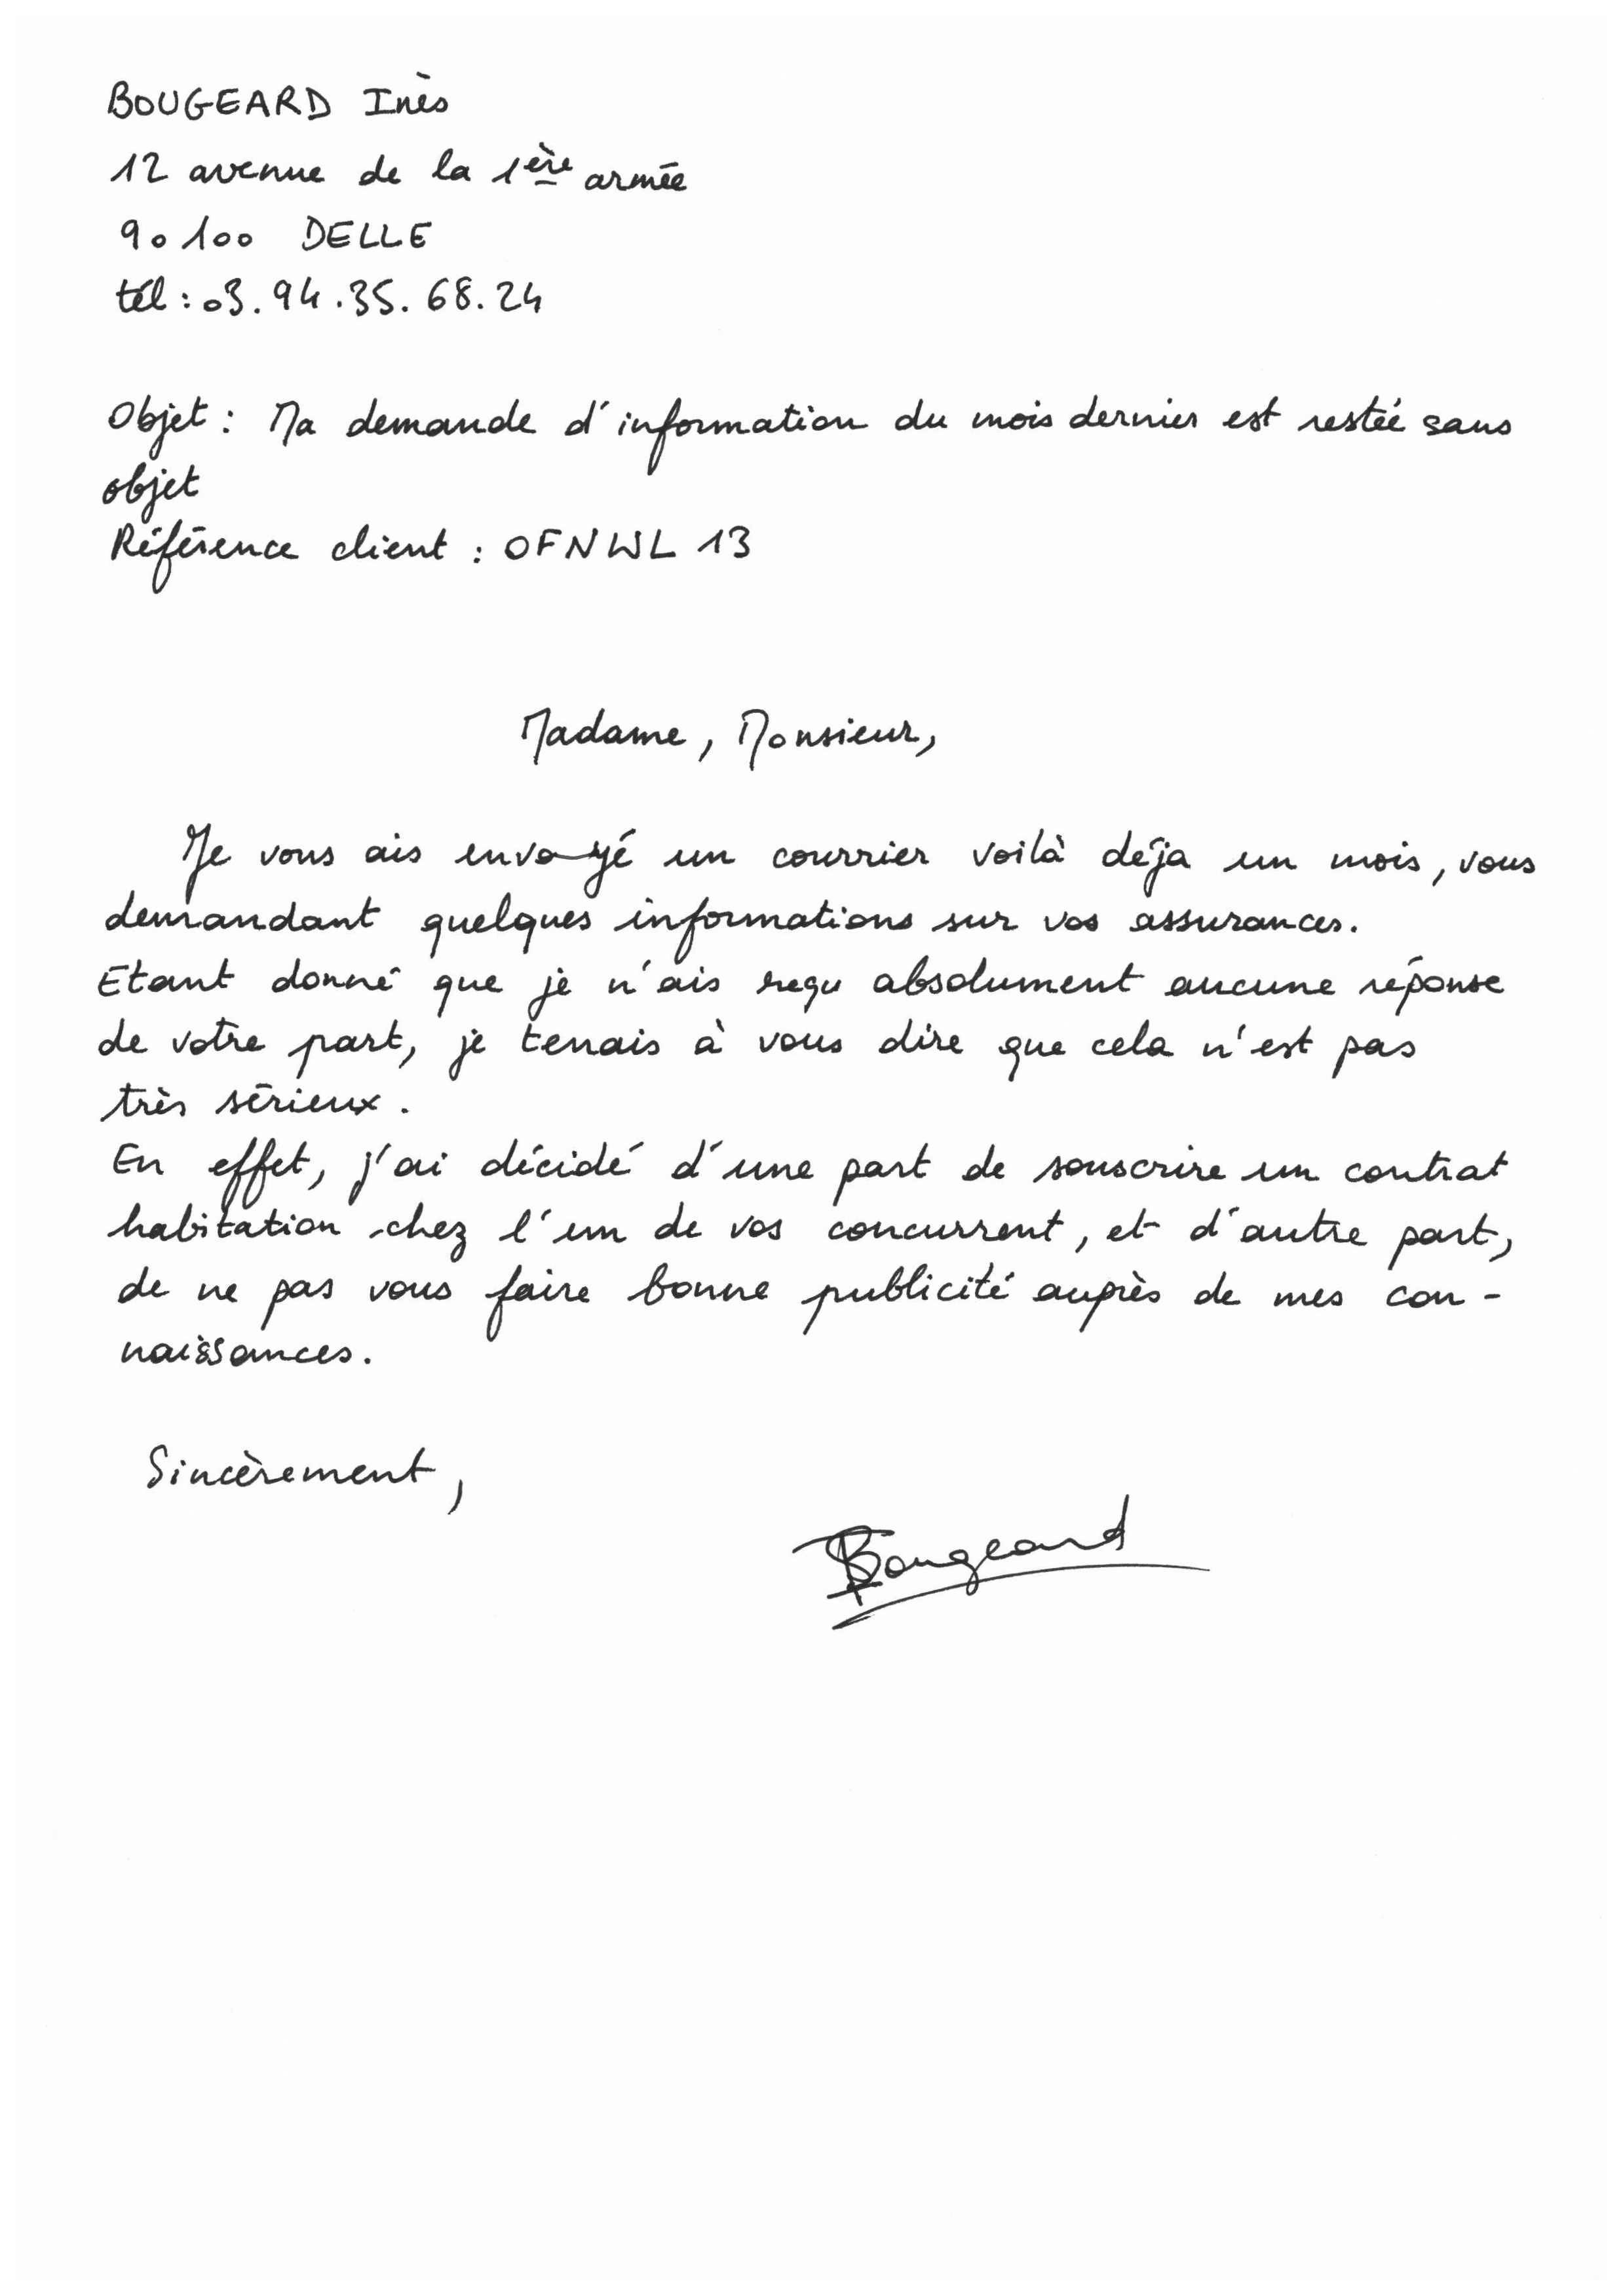 BOUGEARD Inès
12 avenue de la 1ère armée
90100 DELLE
tél : 03.94.35.68.24
Objet : Ma demande d'information du mois dernier est restée sans
objet
Référence client : OFNWL 13
Madame, Monsieur,
Je vous ais envoyé un courrier voilà déja un mois, vous
demandant quelques informations sur vos assurances.
Etant donné que je n'ais reçu absolument aucune réponse
de votre part, je tenais à vous dire que cela n'est pas
très sérieux.
En effet, j'ai décidé d'une part de souscrire un contrat
habitation chez l'un de vos concurrent, et d'autre part,
de ne pas vous faire bonne publicité auprès de mes con-
naissances.
Sincèrement,
Bougeard